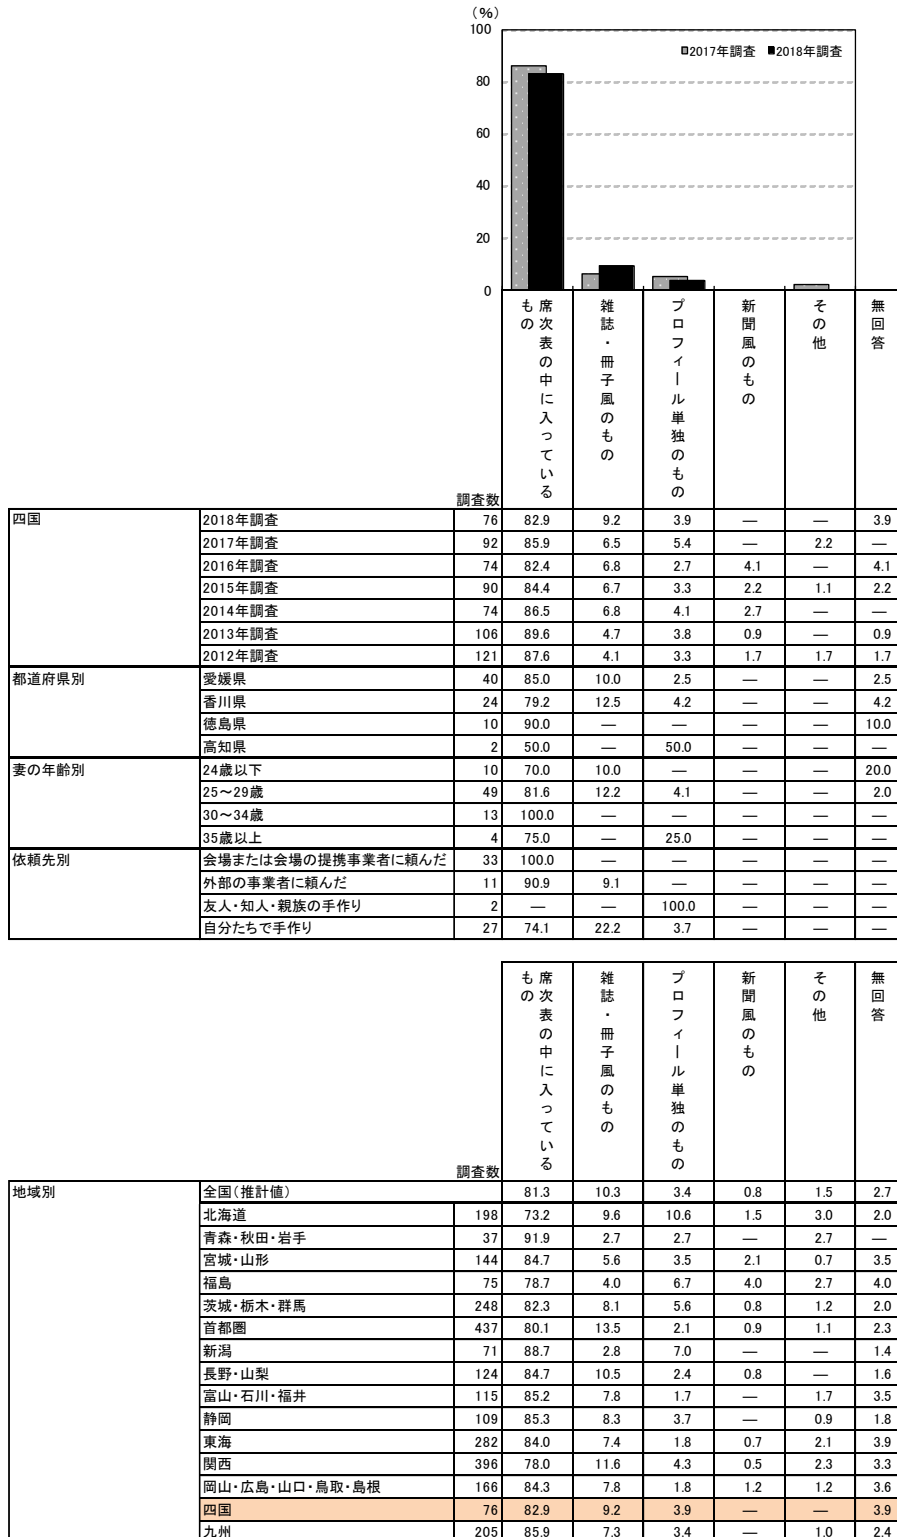 (%)
100
80
60
40
20
0
2017年調査 2018年調査
調査数 席次表の中に入っているもの 雑誌・冊子風のもの プロフィール単独のもの 新聞風のもの その他 無回答
四国 2018年調査 76 82.9 9.2 3.9 — — 3.9
2017年調査 92 85.9 6.5 5.4 — 2.2 —
2016年調査 74 82.4 6.8 2.7 4.1 — 4.1
2015年調査 90 84.4 6.7 3.3 2.2 1.1 2.2
2014年調査 74 86.5 6.8 4.1 2.7 — —
2013年調査 106 89.6 4.7 3.8 0.9 — 0.9
2012年調査 121 87.6 4.1 3.3 1.7 1.7 1.7
都道府県別 愛媛県 40 85.0 10.0 2.5 — — 2.5
香川県 24 79.2 12.5 4.2 — — 4.2
徳島県 10 90.0 — — — — 10.0
高知県 2 50.0 — 50.0 — — —
妻の年齢別 24歳以下 10 70.0 10.0 — — — 20.0
25～29歳 49 81.6 12.2 4.1 — — 2.0
30～34歳 13 100.0 — — — — —
35歳以上 4 75.0 — 25.0 — — —
依頼先別 会場または会場の提携事業者に頼んだ 33 100.0 — — — — —
外部の事業者に頼んだ 11 90.9 9.1 — — — —
友人・知人・親族の手作り 2 — — 100.0 — — —
自分たちで手作り 27 74.1 22.2 3.7 — — —
調査数 席次表の中に入っているもの 雑誌・冊子風のもの プロフィール単独のもの 新聞風のもの その他 無回答
地域別 全国(推計値) 81.3 10.3 3.4 0.8 1.5 2.7
北海道 198 73.2 9.6 10.6 1.5 3.0 2.0
青森・秋田・岩手 37 91.9 2.7 2.7 — 2.7 —
宮城・山形 144 84.7 5.6 3.5 2.1 0.7 3.5
福島 75 78.7 4.0 6.7 4.0 2.7 4.0
茨城・栃木・群馬 248 82.3 8.1 5.6 0.8 1.2 2.0
首都圏 437 80.1 13.5 2.1 0.9 1.1 2.3
新潟 71 88.7 2.8 7.0 — — 1.4
長野・山梨 124 84.7 10.5 2.4 0.8 — 1.6
富山・石川・福井 115 85.2 7.8 1.7 — 1.7 3.5
静岡 109 85.3 8.3 3.7 — 0.9 1.8
東海 282 84.0 7.4 1.8 0.7 2.1 3.9
関西 396 78.0 11.6 4.3 0.5 2.3 3.3
岡山・広島・山口・鳥取・島根 166 84.3 7.8 1.8 1.2 1.2 3.6
四国 76 82.9 9.2 3.9 — — 3.9
九州 205 85.9 7.3 3.4 — 1.0 2.4